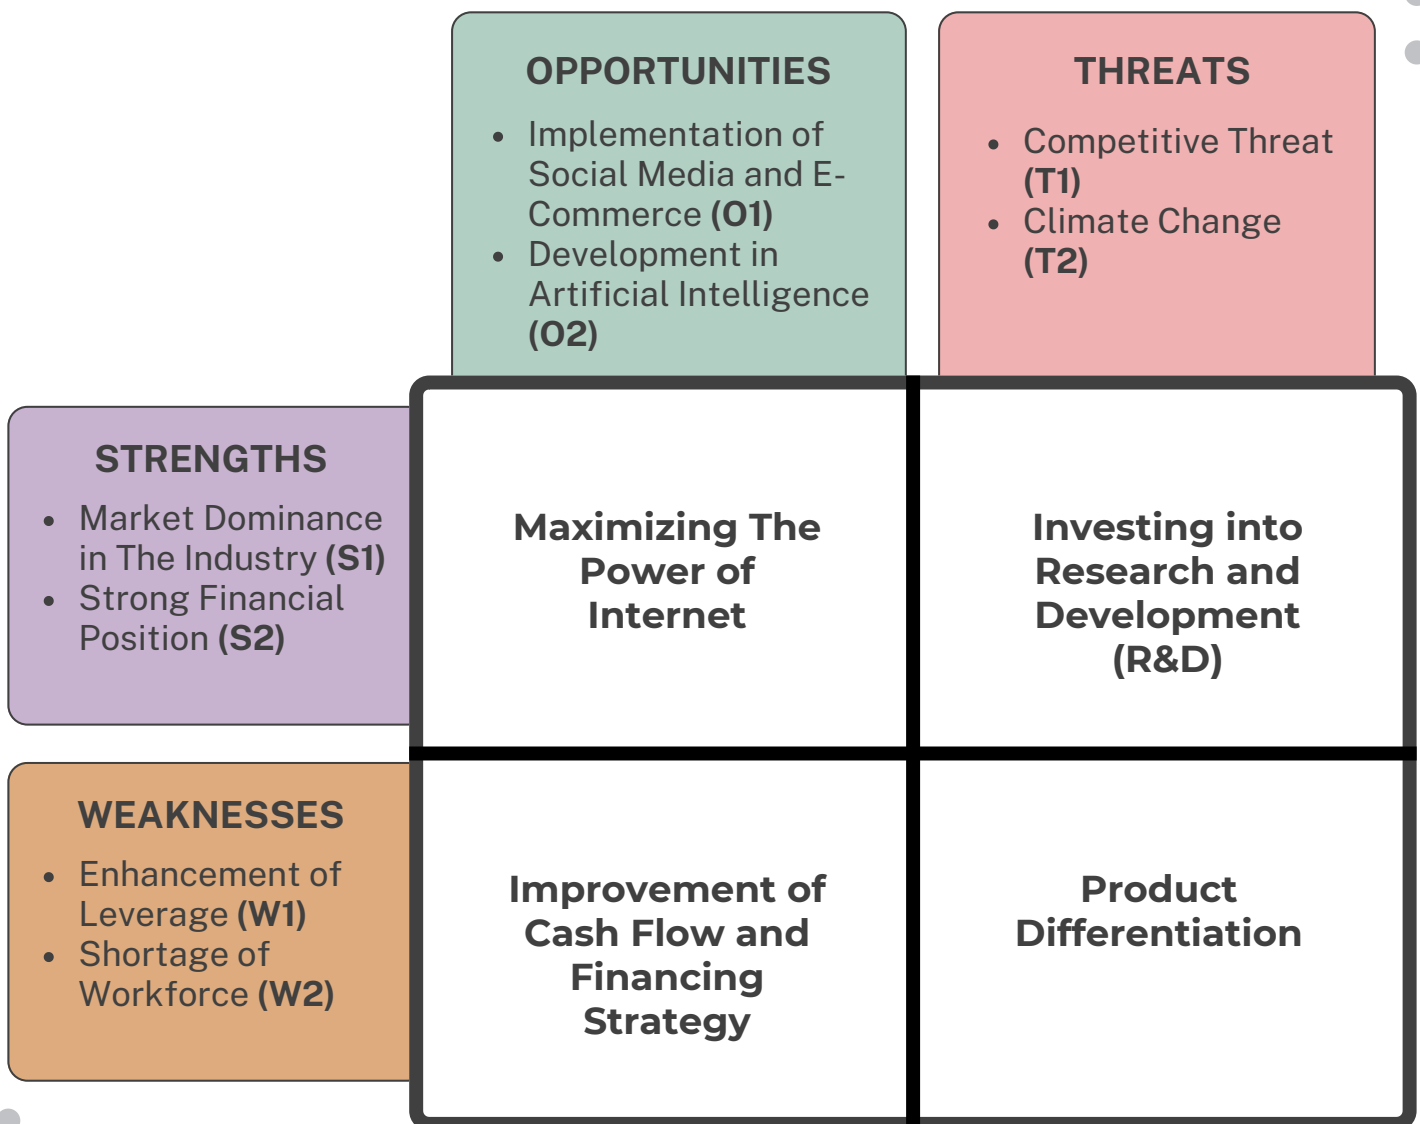 OPPORTUNITIES
• Implementation of
Social Media and E-
Commerce (O1)
• Development in
Artificial Intelligence
(O2)
THREATS
• Competitive Threat
(T1)
• Climate Change
(T2)
STRENGTHS
• Market Dominance
in The Industry (S1)
• Strong Financial
Position (S2)
Maximizing The
Power of
Internet
Investing into
Research and
Development
(R&D)
WEAKNESSES
• Enhancement of
Leverage (W1)
• Shortage of
Workforce (W2)
Improvement of
Cash Flow and
Financing
Strategy
Product
Differentiation